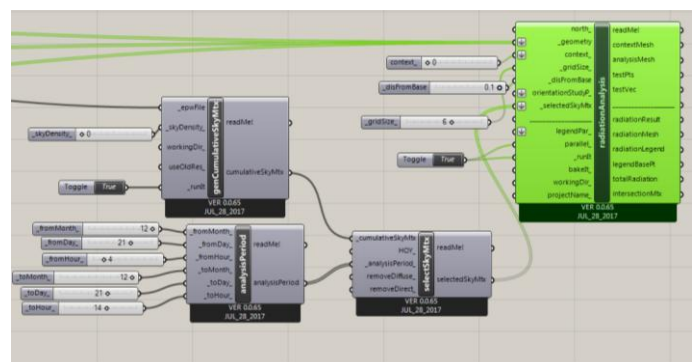 north_
readMe!
_geometry
contextMesh
context_ 0
context_
analysisMesh
_gridSize_
testPts
_disFromBase
testVec
_disFromBase 0.1
orientationStudyP_
_selectedSkyMtx
radiationResult
_gridSize_ 6
radiationMesh
legendPar_
radiationLegend
parallel_
legendBasePt
Toggle True
_runIt
bakeIt_
totalRadiation
workingDir_
intersectionMtx
projectName_
radiationAnalysis
VER 0.0.65
JUL_28_2017
_epwFile
readMe!
_skyDensity_ 0
_skyDensity_
workingDir_
useOldRes_
cumulativeSkyMtx
Toggle True
_runIt
genCumulativeSkyMtx
VER 0.0.65
JUL_28_2017
_fromMonth_ 12
_fromMonth_
readMe!
_fromDay_ 21
_fromDay_
_fromHour_ 4
_fromHour_
_toMonth_ 12
_toMonth_
analysisPeriod
_toDay_ 21
_toDay_
_toHour_ 14
_toHour_
analysisPeriod
VER 0.0.65
JUL_28_2017
_cumulativeSkyMtx
readMe!
HOY_
_analysisPeriod_
removeDiffuse_
selectedSkyMtx
removeDirect_
selectSkyMtx
VER 0.0.65
JUL_28_2017